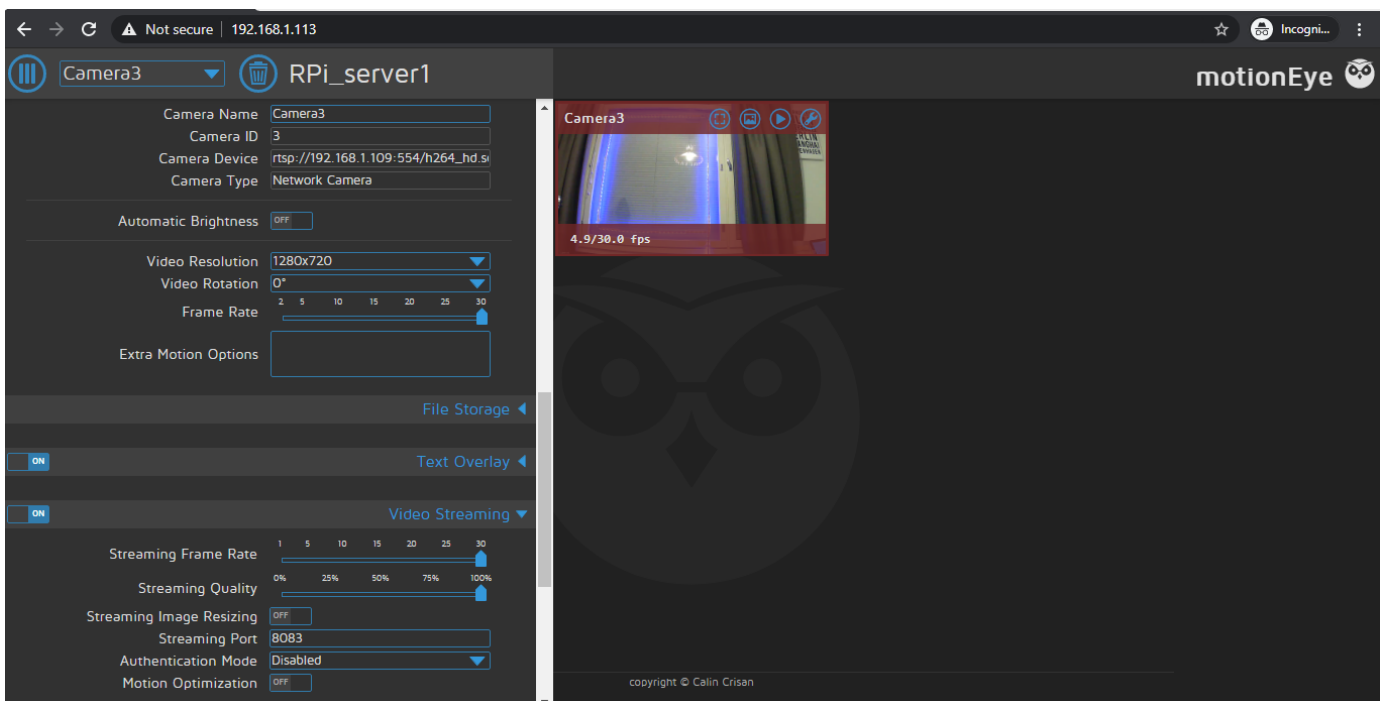 Not secure | 192.168.1.113
Incogni...
Camera3
RPi_server1
motionEye
Camera Name Camera3
Camera ID 3
Camera Device rtsp://192.168.1.109:554/h264_hd.s
Camera Type Network Camera
Automatic Brightness OFF
Video Resolution 1280x720
Video Rotation 0°
2 5 10 15 20 25 30
Frame Rate
Extra Motion Options
File Storage
ON Text Overlay
ON Video Streaming
1 5 10 15 20 25 30
Streaming Frame Rate
0% 25% 50% 75% 100%
Streaming Quality
Streaming Image Resizing OFF
Streaming Port 8083
Authentication Mode Disabled
Motion Optimization OFF
Camera3
4.9/30.0 fps
copyright © Calin Crisan